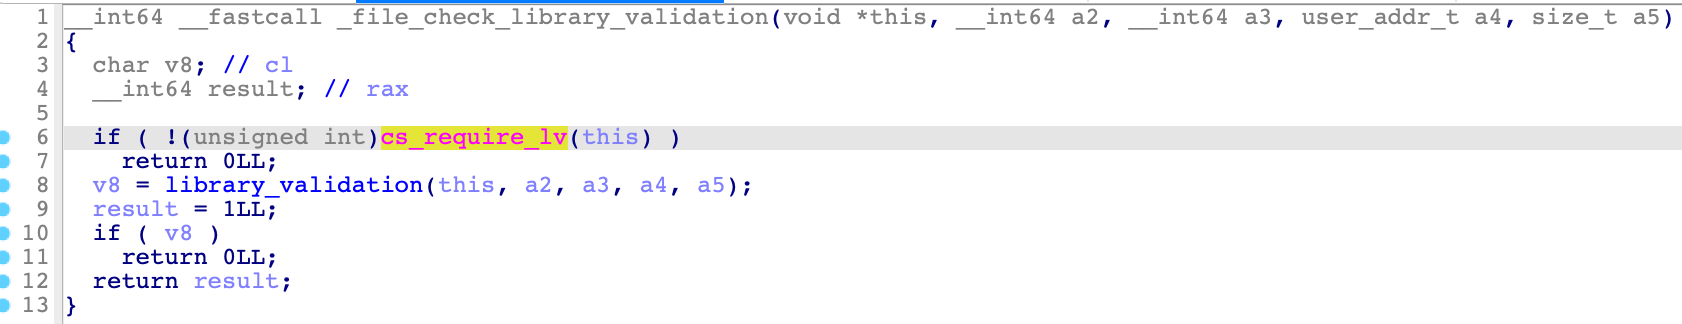 1 __int64 __fastcall _file_check_library_validation(void *this, __int64 a2, __int64 a3, user_addr_t a4, size_t a5)
2 {
3   char v8; // cl
4   __int64 result; // rax
5
6   if ( !(unsigned int)cs_require_lv(this) )
7     return 0LL;
8   v8 = library_validation(this, a2, a3, a4, a5);
9   result = 1LL;
10   if ( v8 )
11     return 0LL;
12   return result;
13 }